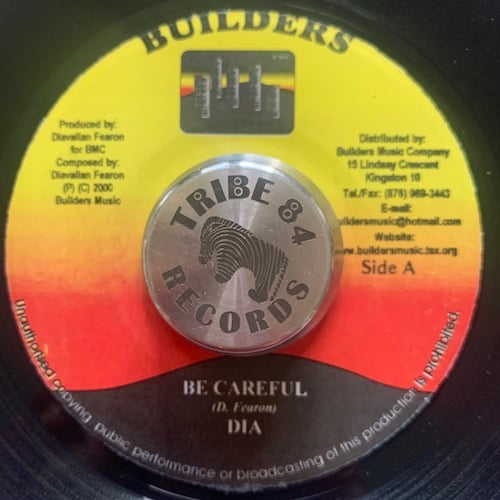 BUILDERS
BMC
Produced by:
Diavallan Fearon
for BMC
Composed by:
Diavallan Fearon
(P) (C) 2000
Builders Music
Distributed by:
Builders Music Company
15 Lindsay Crescent
Kingston 10
Tel./Fax: (876) 969-3443
E-mail:
uildersmusic@hotmail.com
Website:
www.buildersmusic.tsx.org
Side A
TRIBE 84
RECORDS
BE CAREFUL
(D. Fearon)
DIA
Unauthorised copying, public performance or broadcasting of this production is prohibited.